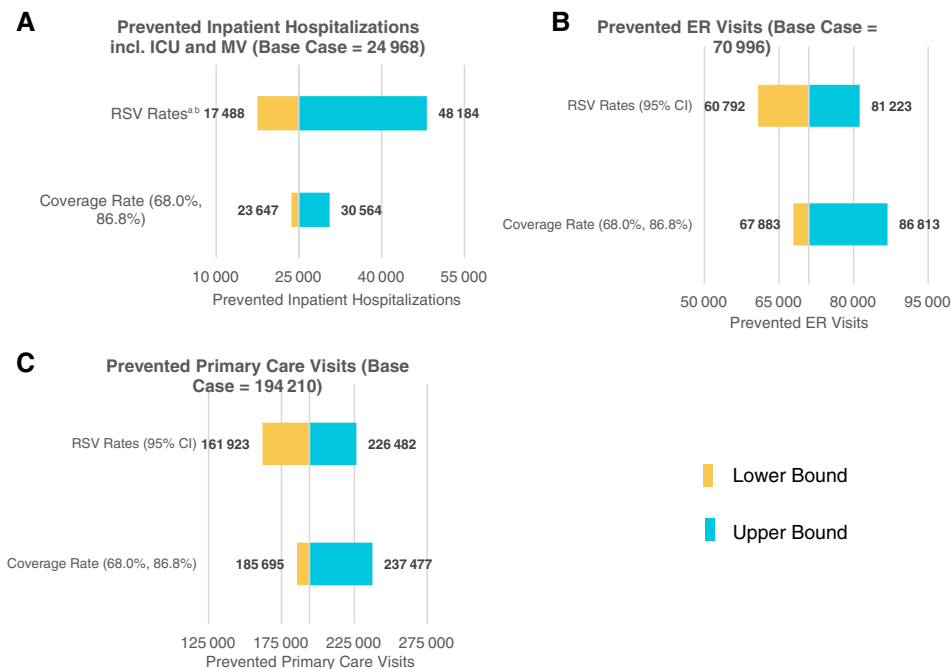 A
Prevented Inpatient Hospitalizations
incl. ICU and MV (Base Case = 24 968)
RSV Ratesᵃ ᵇ 17 488
48 184
Coverage Rate (68.0%,
86.8%)
23 647
30 564
10 000 25 000 40 000 55 000
Prevented Inpatient Hospitalizations
B
Prevented ER Visits (Base Case =
70 996)
RSV Rates (95% CI) 60 792
81 223
Coverage Rate (68.0%, 86.8%) 67 883
86 813
50 000 65 000 80 000 95 000
Prevented ER Visits
C
Prevented Primary Care Visits (Base
Case = 194 210)
RSV Rates (95% CI) 161 923
226 482
Coverage Rate (68.0%, 86.8%) 185 695
237 477
125 000 175 000 225 000 275 000
Prevented Primary Care Visits
Lower Bound
Upper Bound